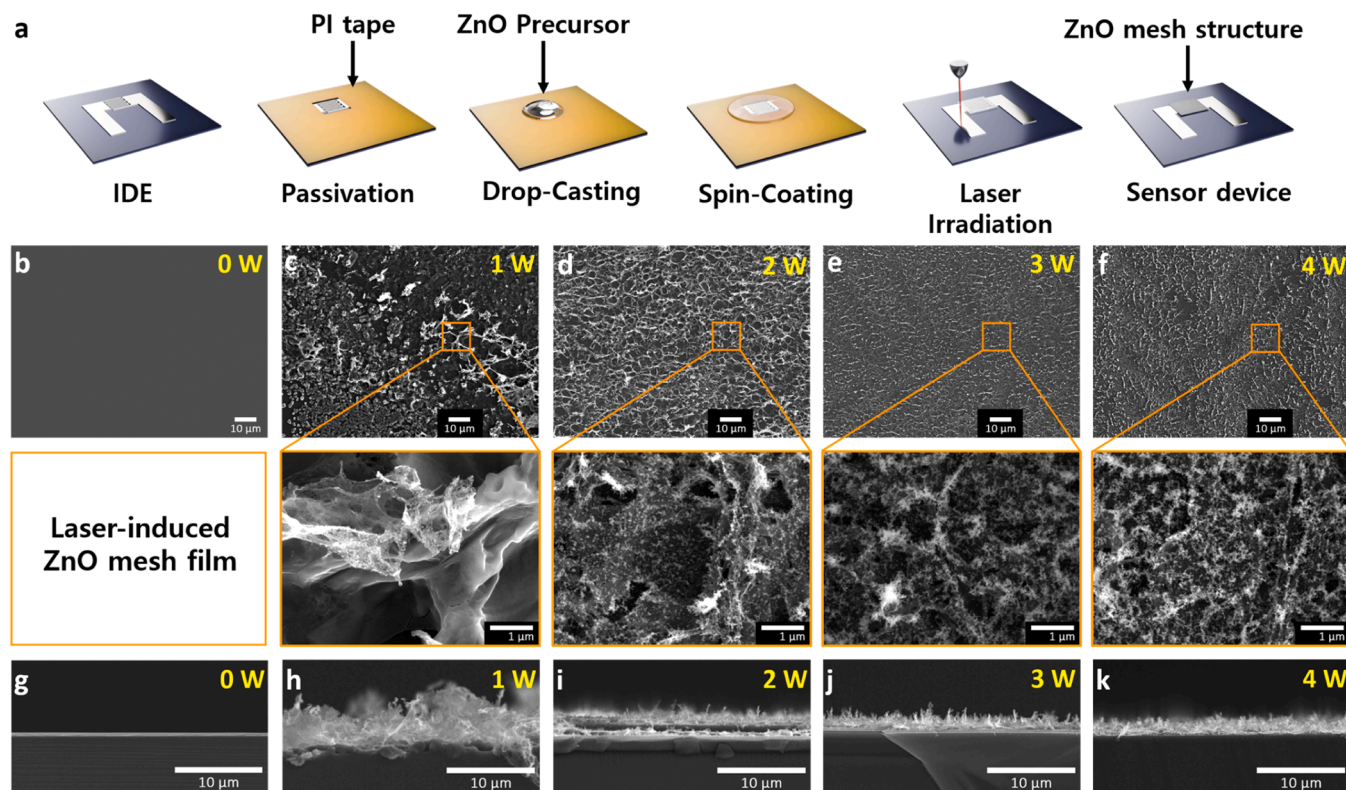 a
PI tape
ZnO Precursor
ZnO mesh structure
IDE
Passivation
Drop-Casting
Spin-Coating
Laser
Irradiation
Sensor device
b
0 W
10 µm
c
1 W
10 µm
d
2 W
10 µm
e
3 W
10 µm
f
4 W
10 µm
Laser-induced
ZnO mesh film
1 µm
1 µm
1 µm
1 µm
g
0 W
10 µm
h
1 W
10 µm
i
2 W
10 µm
j
3 W
10 µm
k
4 W
10 µm